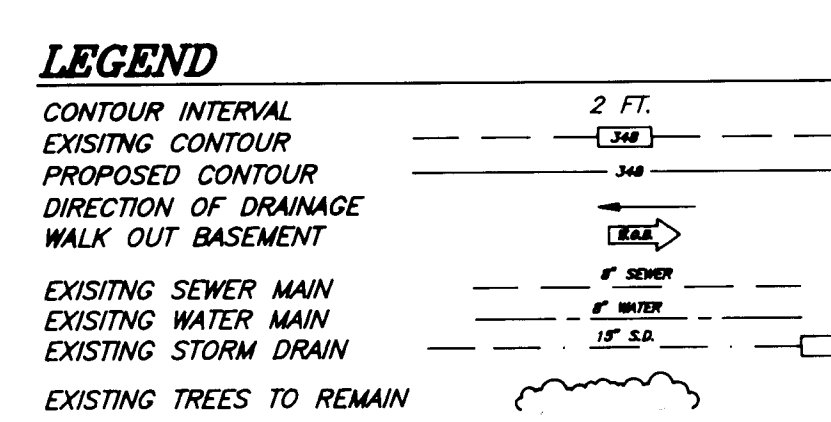 LEGEND
CONTOUR INTERVAL 2 FT.
EXISITNG CONTOUR 348
PROPOSED CONTOUR 348
DIRECTION OF DRAINAGE
WALK OUT BASEMENT W.O.B.
EXISITNG SEWER MAIN 8" SEWER
EXISITNG WATER MAIN 8" WATER
EXISTING STORM DRAIN 15" S.D.
EXISTING TREES TO REMAIN